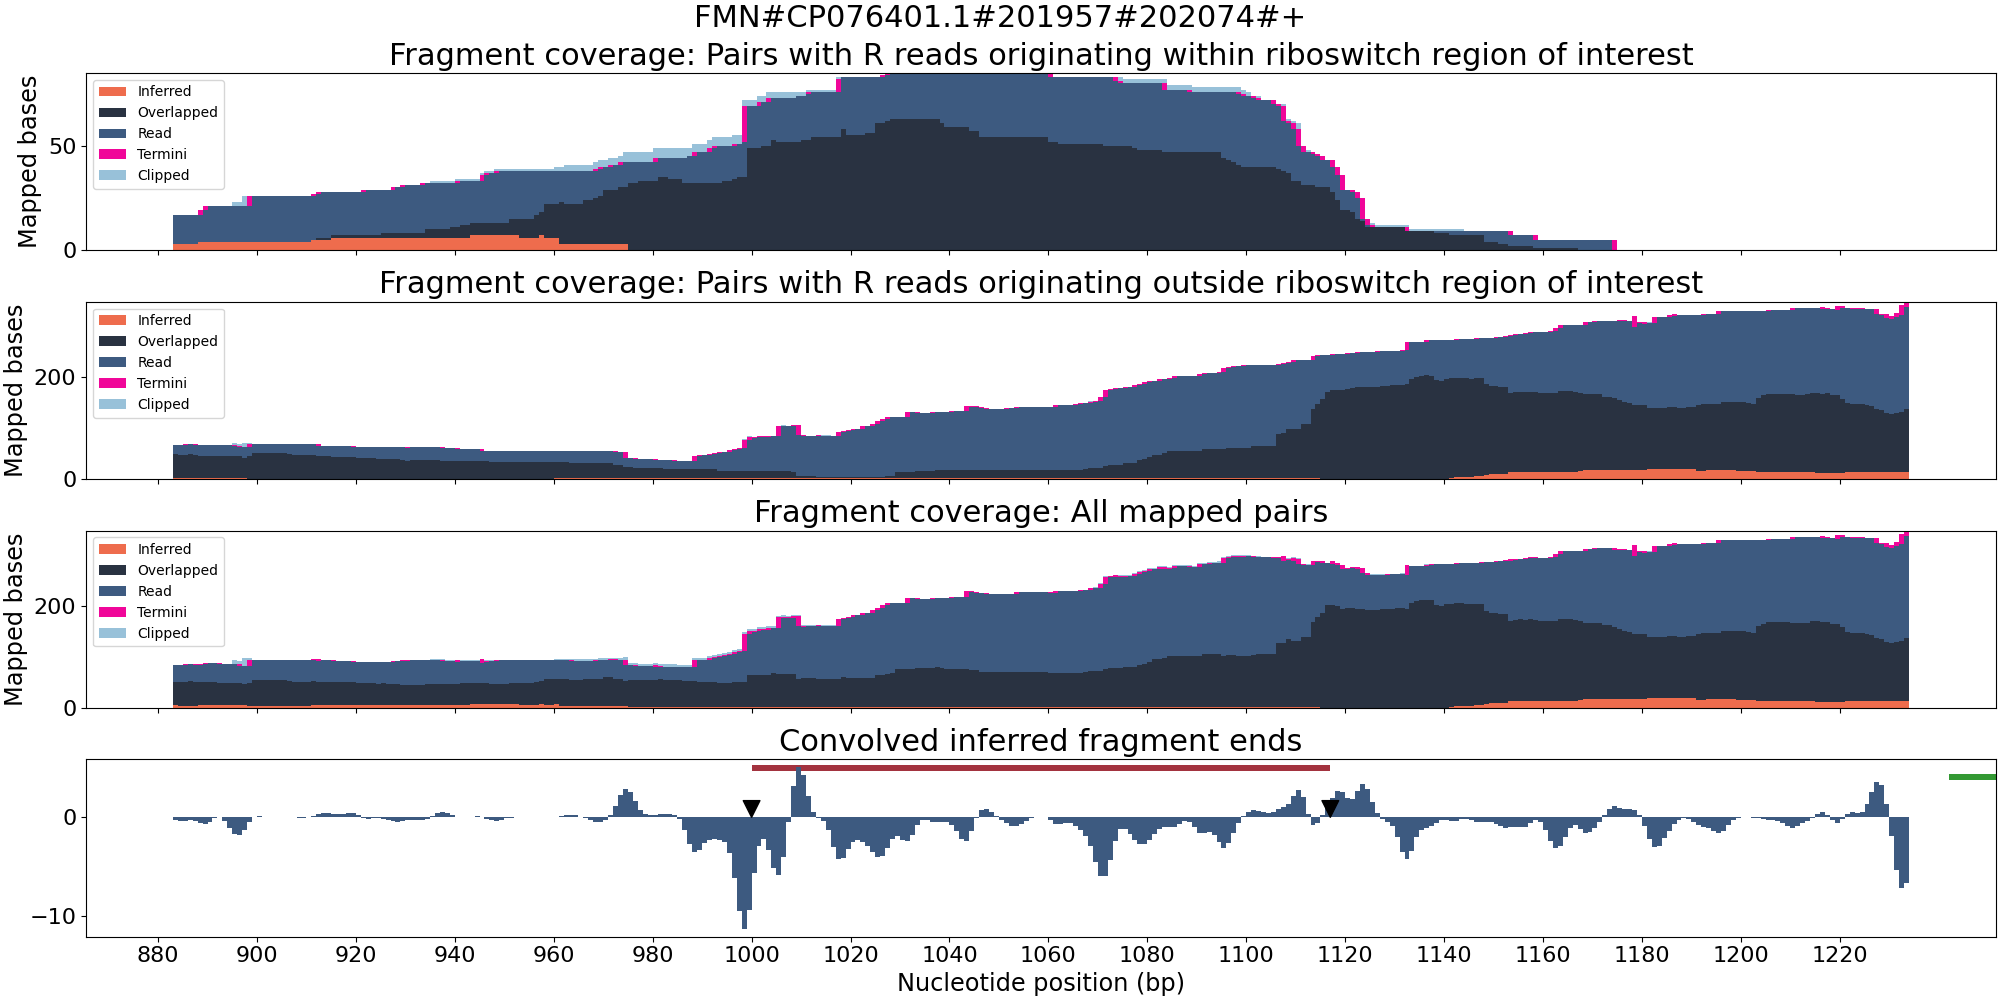 FMN#CP076401.1#201957#202074#+
Fragment coverage: Pairs with R reads originating within riboswitch region of interest
Mapped bases
50
0
Inferred
Overlapped
Read
Termini
Clipped
Fragment coverage: Pairs with R reads originating outside riboswitch region of interest
Mapped bases
200
0
Inferred
Overlapped
Read
Termini
Clipped
Fragment coverage: All mapped pairs
Mapped bases
200
0
Inferred
Overlapped
Read
Termini
Clipped
Convolved inferred fragment ends
0
−10
880 900 920 940 960 980 1000 1020 1040 1060 1080 1100 1120 1140 1160 1180 1200 1220
Nucleotide position (bp)